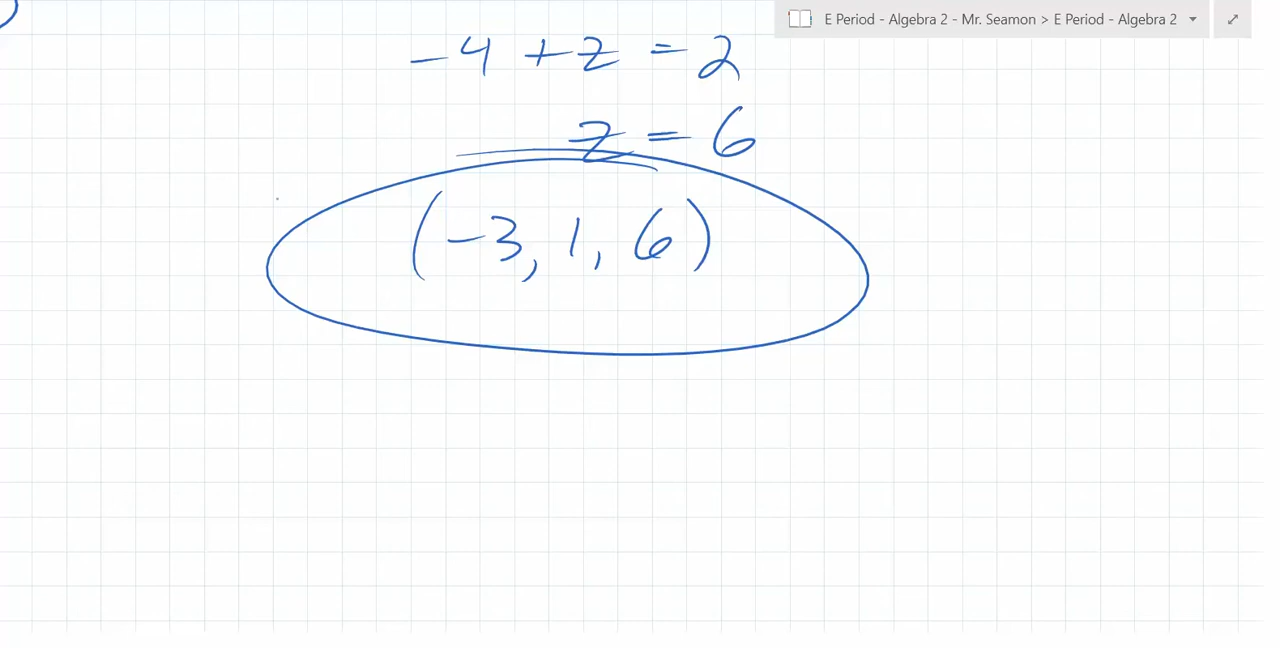 E Period - Algebra 2 - Mr. Seamon > E Period - Algebra 2
-4 + z = 2
z = 6
(-3, 1, 6)